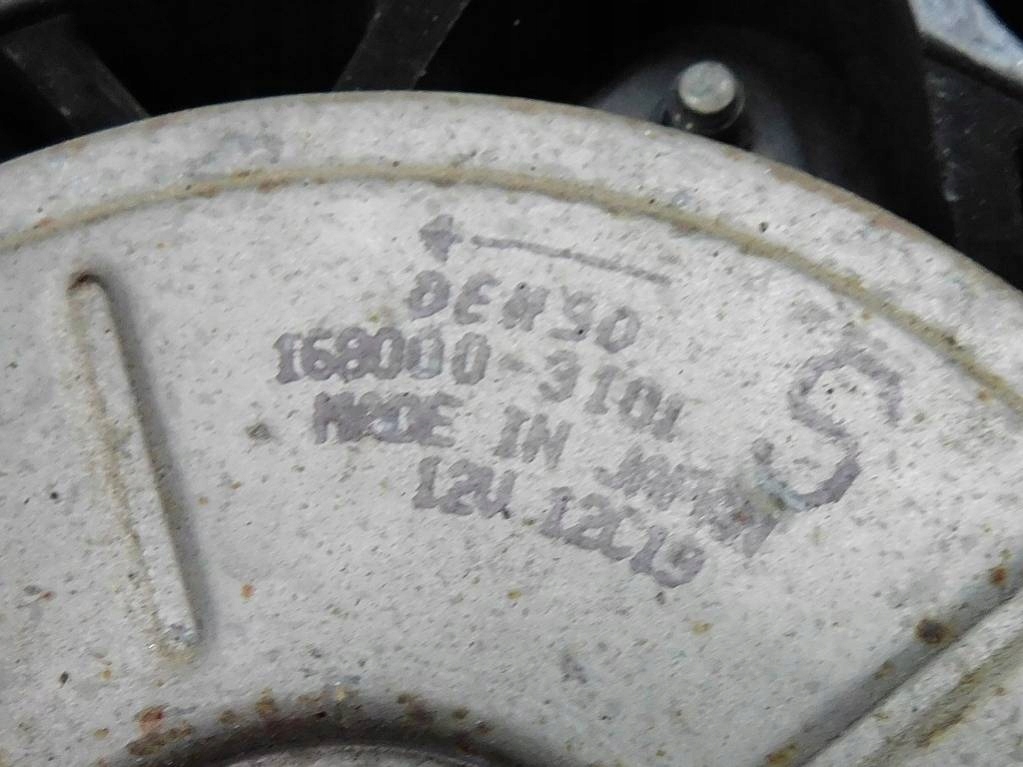 DENSO
168000-3101
MADE IN JAPAN
12V 12C19
S